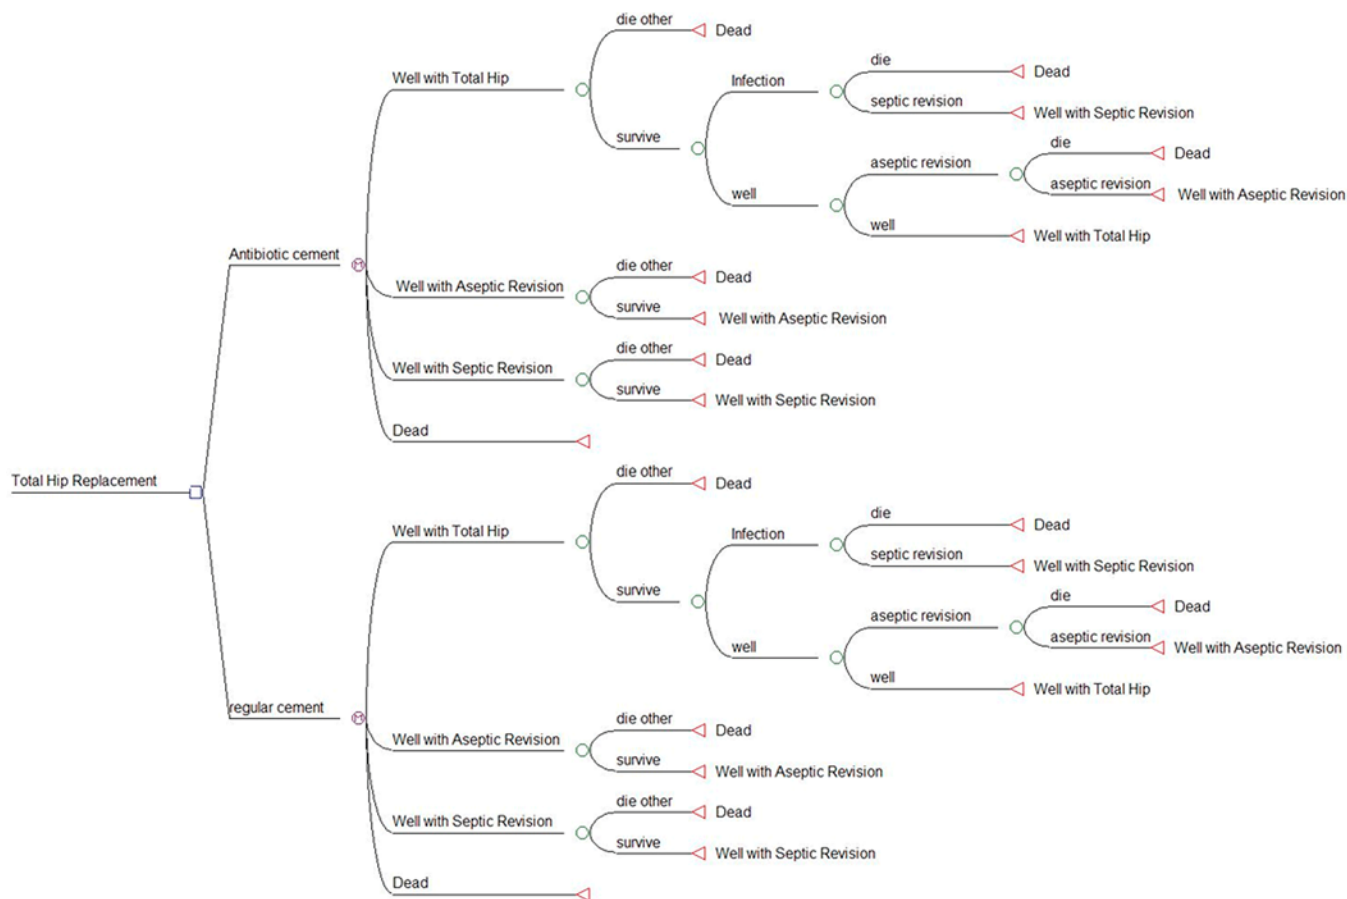 die other
Dead
die
Dead
Well with Total Hip
Infection
septic revision
Well with Septic Revision
survive
die
Dead
aseptic revision
aseptic revision
Well with Aseptic Revision
well
well
Well with Total Hip
Antibiotic cement
die other
Dead
Well with Aseptic Revision
survive
Well with Aseptic Revision
die other
Dead
Well with Septic Revision
survive
Well with Septic Revision
Dead
Total Hip Replacement
die other
Dead
die
Dead
Well with Total Hip
Infection
septic revision
Well with Septic Revision
survive
die
Dead
aseptic revision
aseptic revision
Well with Aseptic Revision
well
well
Well with Total Hip
regular cement
die other
Dead
Well with Aseptic Revision
survive
Well with Aseptic Revision
die other
Dead
Well with Septic Revision
survive
Well with Septic Revision
Dead